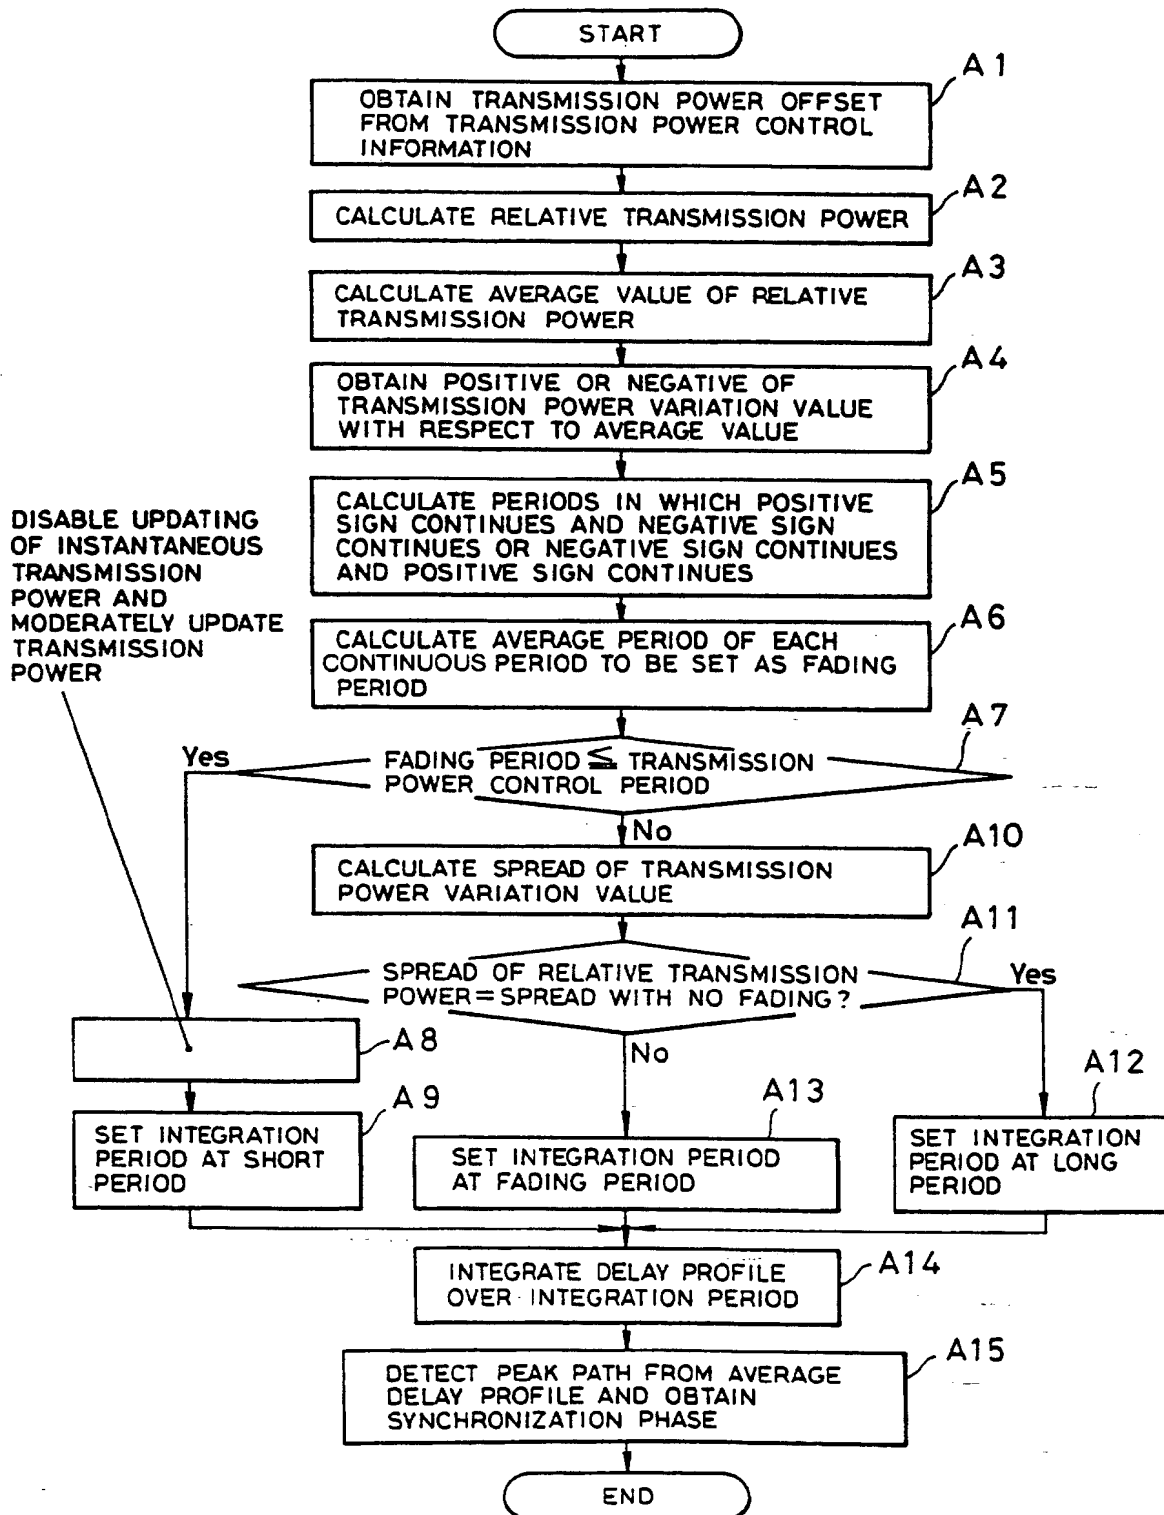 START
A1
OBTAIN TRANSMISSION POWER OFFSET
FROM TRANSMISSION POWER CONTROL
INFORMATION
A2
CALCULATE RELATIVE TRANSMISSION POWER
A3
CALCULATE AVERAGE VALUE OF RELATIVE
TRANSMISSION POWER
A4
OBTAIN POSITIVE OR NEGATIVE OF
TRANSMISSION POWER VARIATION VALUE
WITH RESPECT TO AVERAGE VALUE
A5
CALCULATE PERIODS IN WHICH POSITIVE
SIGN CONTINUES AND NEGATIVE SIGN
CONTINUES OR NEGATIVE SIGN CONTINUES
AND POSITIVE SIGN CONTINUES
DISABLE UPDATING
OF INSTANTANEOUS
TRANSMISSION
POWER AND
MODERATELY UPDATE
TRANSMISSION
POWER
A6
CALCULATE AVERAGE PERIOD OF EACH
CONTINUOUS PERIOD TO BE SET AS FADING
PERIOD
A7
Yes
FADING PERIOD ≦ TRANSMISSION
POWER CONTROL PERIOD
No
A10
CALCULATE SPREAD OF TRANSMISSION
POWER VARIATION VALUE
A11
SPREAD OF RELATIVE TRANSMISSION
POWER=SPREAD WITH NO FADING?
Yes
No
A8
A9
SET INTEGRATION
PERIOD AT SHORT
PERIOD
A13
SET INTEGRATION PERIOD
AT FADING PERIOD
A12
SET INTEGRATION
PERIOD AT LONG
PERIOD
A14
INTEGRATE DELAY PROFILE
OVER INTEGRATION PERIOD
A15
DETECT PEAK PATH FROM AVERAGE
DELAY PROFILE AND OBTAIN
SYNCHRONIZATION PHASE
END